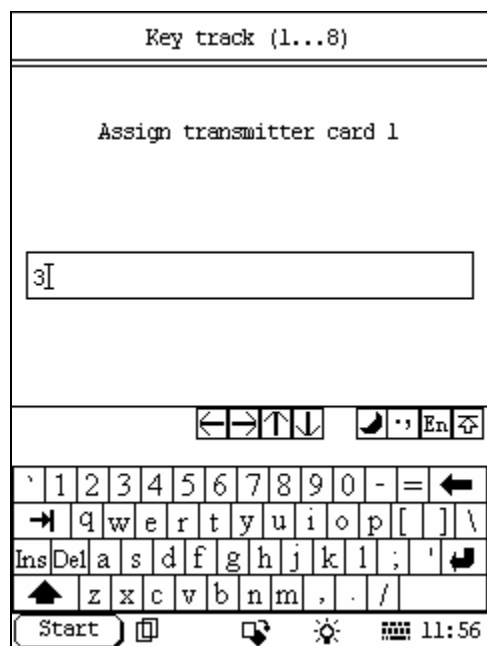 Key track (1...8)
Assign transmitter card 1
3
En
` 1 2 3 4 5 6 7 8 9 0 - =
q w e r t y u i o p [ ] \
Ins Del a s d f g h j k l ; '
z x c v b n m , . /
Start 11:56